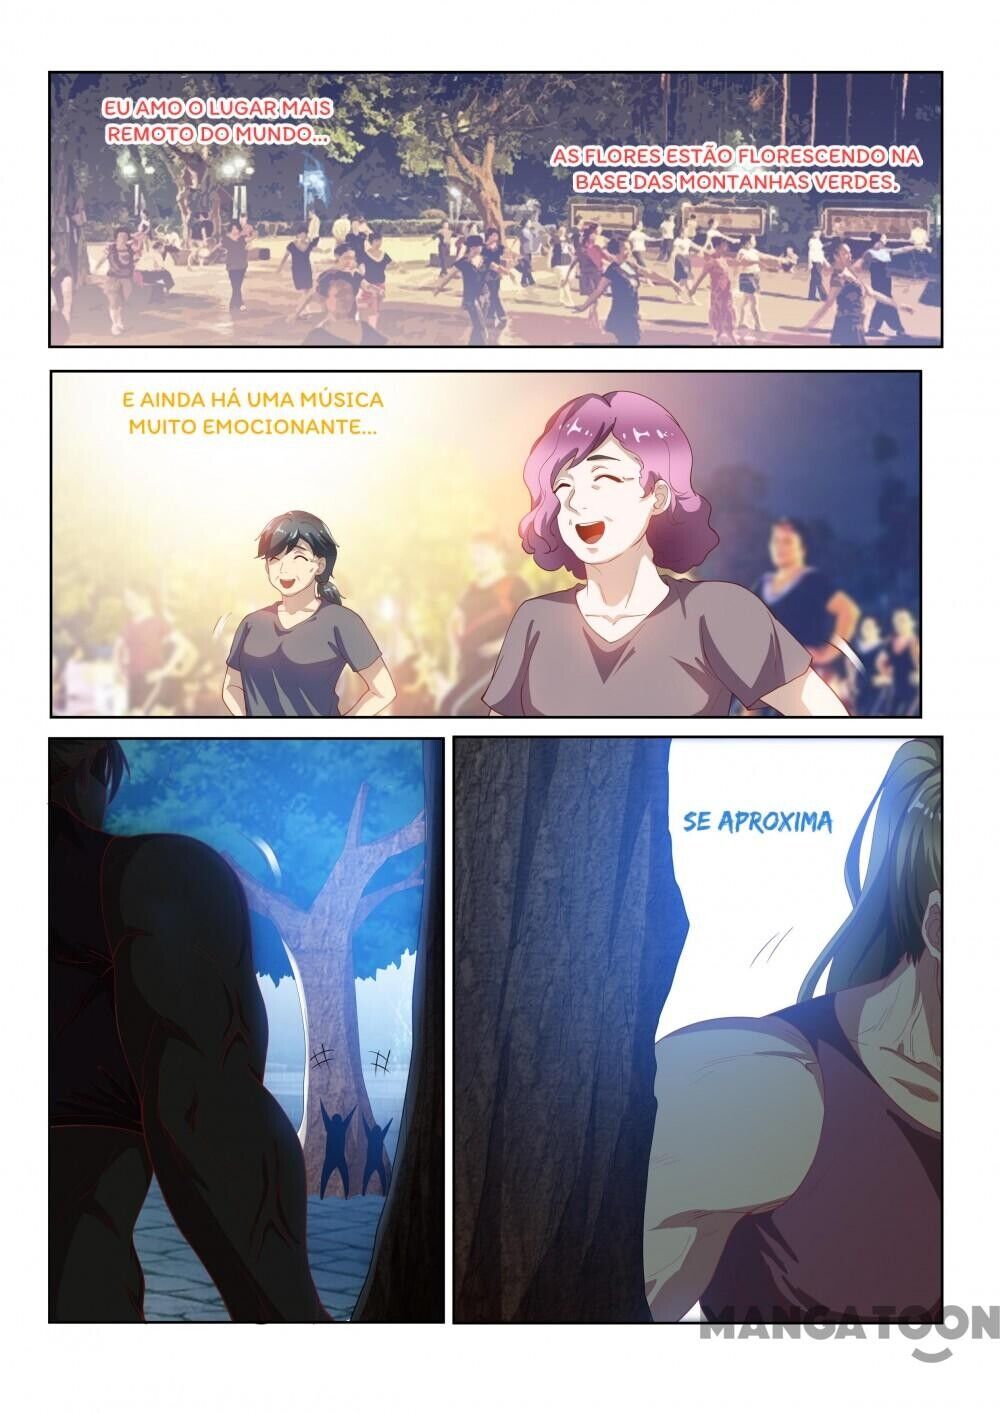 EU AMO O LUGAR MAIS
REMOTO DO MUNDO...
AS FLORES ESTÃO FLORESCENDO NA
BASE DAS MONTANHAS VERDES.
E AINDA HÁ UMA MÚSICA
MUITO EMOCIONANTE...
SE APROXIMA
MANGATOON